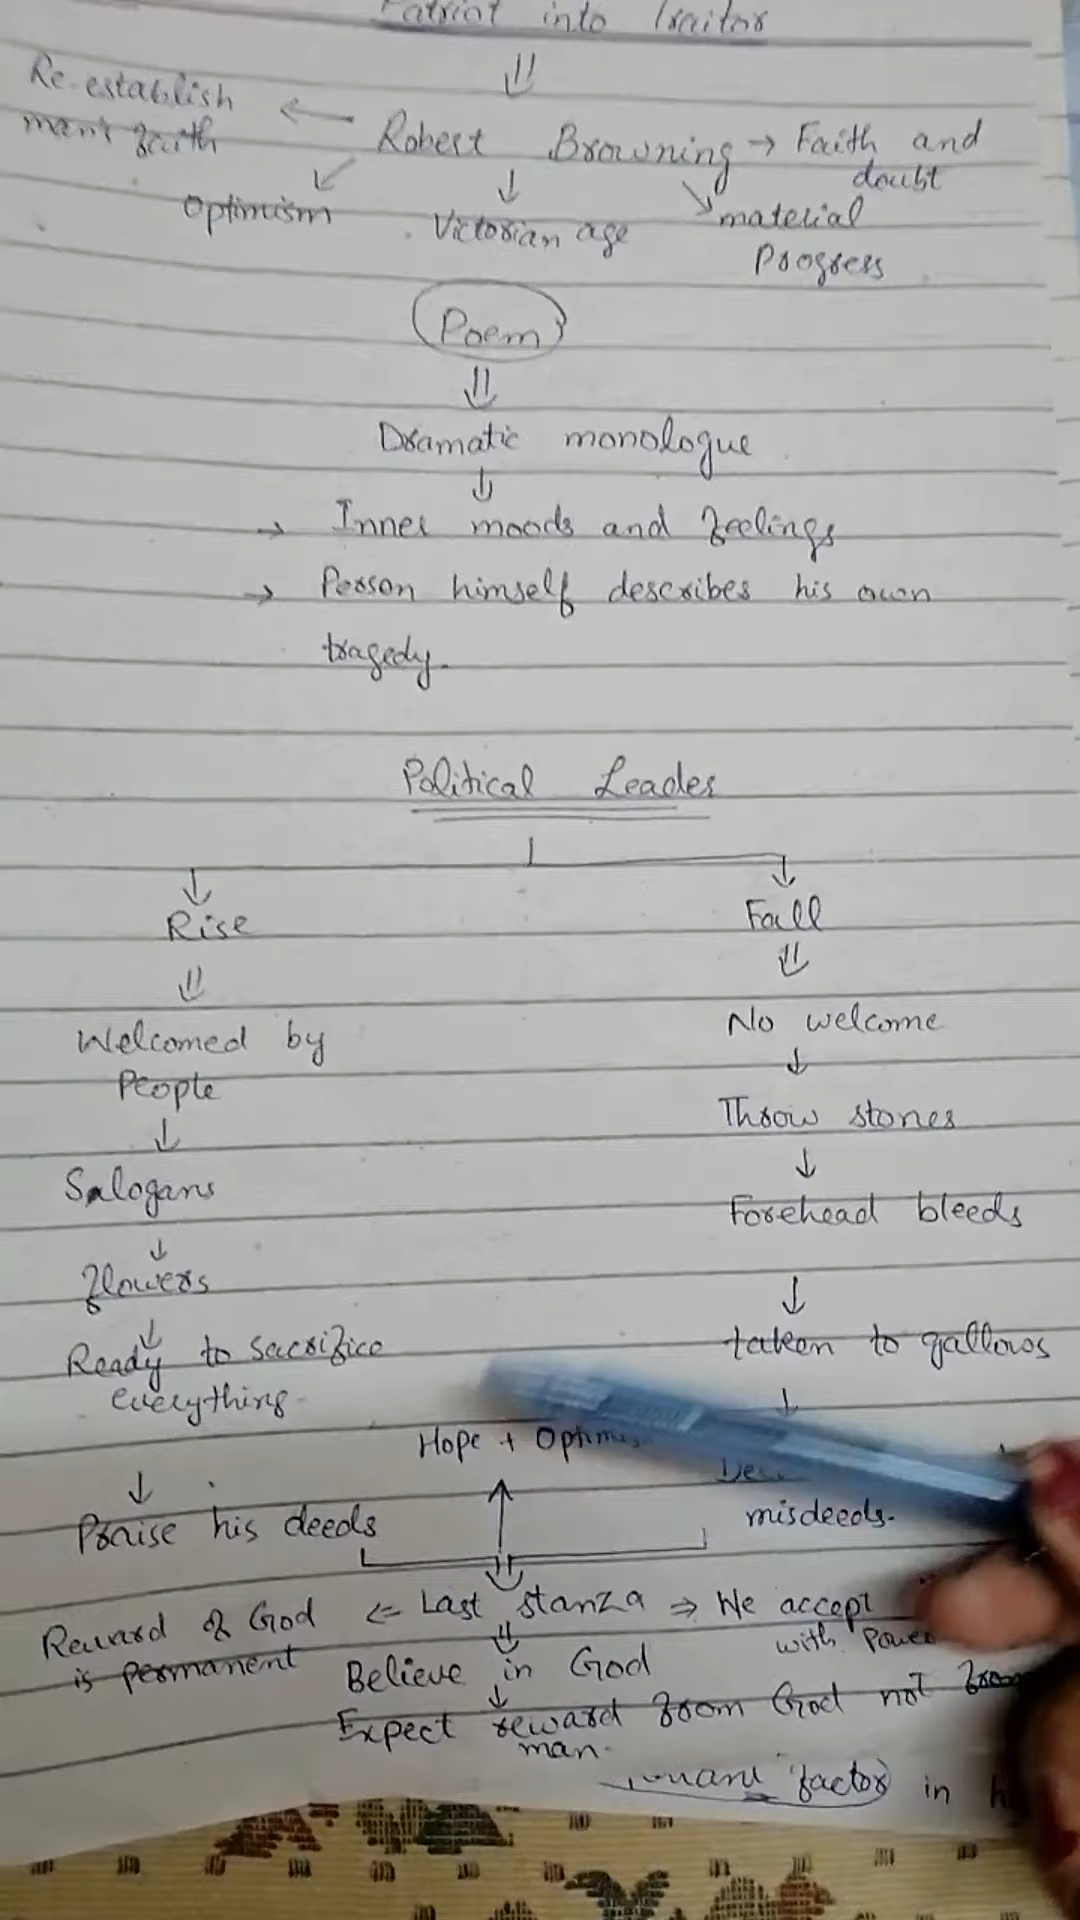 Patriot into Traitor
Re-establish
man's faith
Robert Browning → Faith and
doubt
Optimism
Victorian age
material
Progress
Poem
Dramatic monologue
→ Inner moods and feelings
→ Person himself describes his own
tragedy.
Political Leader
Rise
Fall
Welcomed by
People
No welcome
Throw stones
Salogans
Forehead bleeds
flowers
taken to gallows
Ready to sacrifice
everything.
Hope +
misdeeds.
Praise his deeds
Reward of God
is permanent
⇐ Last stanza ⇒ We accept
with
Believe in God
Expect reward from God not from
man.
factor in